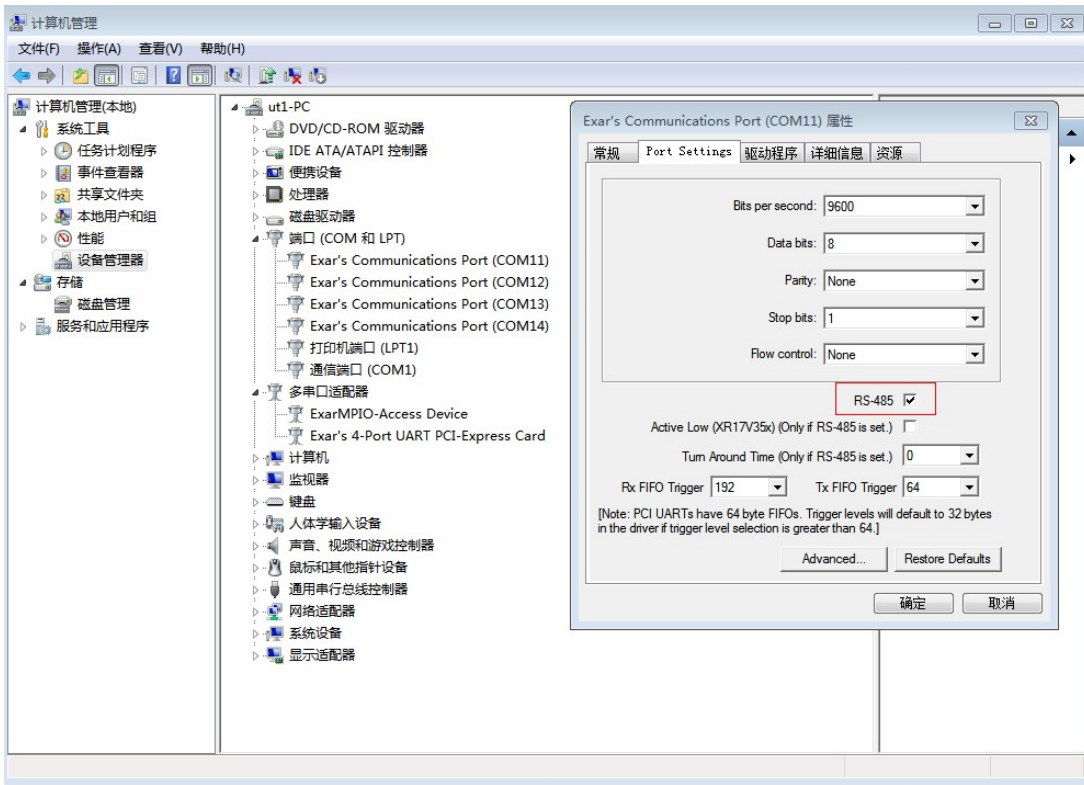 计算机管理
文件(F) 操作(A) 查看(V) 帮助(H)
计算机管理(本地)
系统工具
任务计划程序
事件查看器
共享文件夹
本地用户和组
性能
设备管理器
存储
磁盘管理
服务和应用程序
ut1-PC
DVD/CD-ROM 驱动器
IDE ATA/ATAPI 控制器
便携设备
处理器
磁盘驱动器
端口 (COM 和 LPT)
Exar's Communications Port (COM11)
Exar's Communications Port (COM12)
Exar's Communications Port (COM13)
Exar's Communications Port (COM14)
打印机端口 (LPT1)
通信端口 (COM1)
多串口适配器
ExarMPIO-Access Device
Exar's 4-Port UART PCI-Express Card
计算机
监视器
键盘
人体学输入设备
声音、视频和游戏控制器
鼠标和其他指针设备
通用串行总线控制器
网络适配器
系统设备
显示适配器
Exar's Communications Port (COM11) 属性
常规 Port Settings 驱动程序 详细信息 资源
Bits per second: 9600
Data bits: 8
Parity: None
Stop bits: 1
Flow control: None
RS-485
Active Low (XR17V35x) (Only if RS-485 is set.)
Turn Around Time (Only if RS-485 is set.) 0
Rx FIFO Trigger 192 Tx FIFO Trigger 64
[Note: PCI UARTs have 64 byte FIFOs. Trigger levels will default to 32 bytes
in the driver if trigger level selection is greater than 64.]
Advanced... Restore Defaults
确定 取消